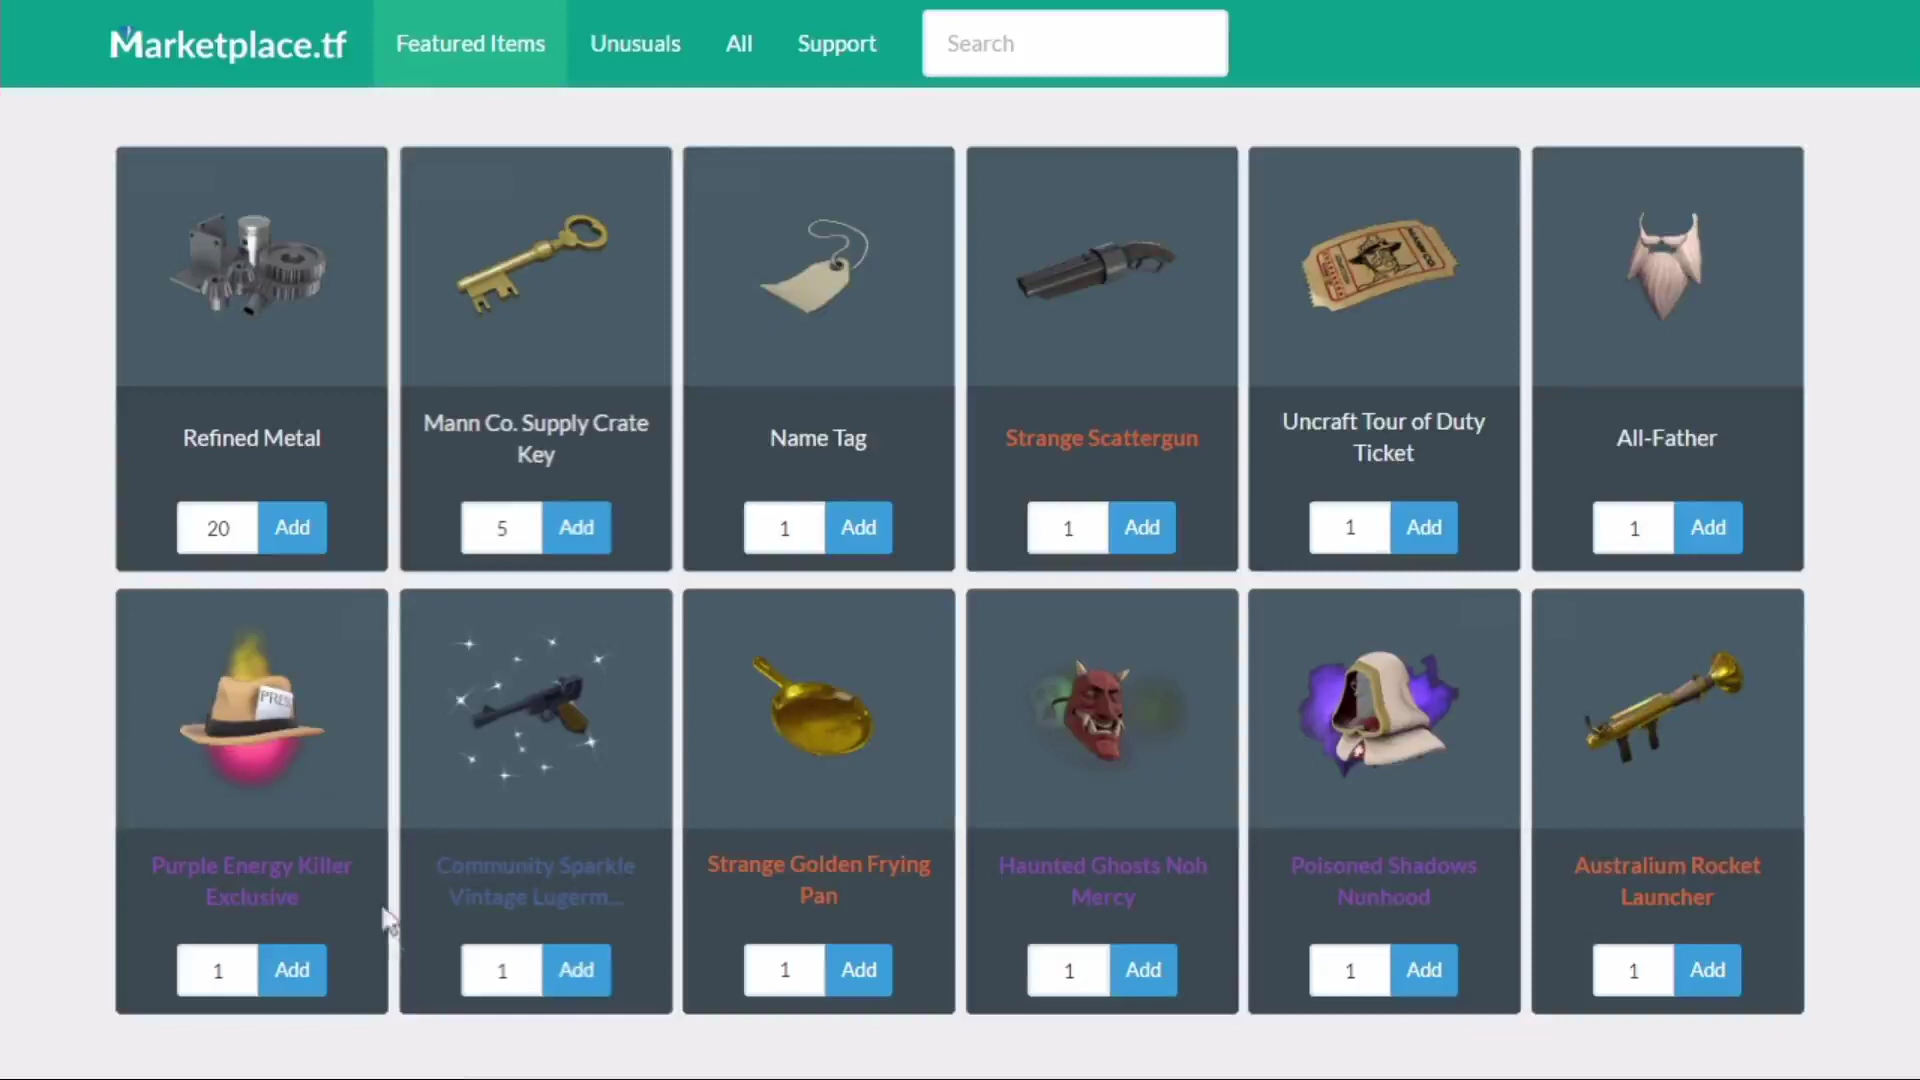 Marketplace.tf
Featured Items
Unusuals
All
Support
Search
Refined Metal
20
Add
Mann Co. Supply Crate
Key
5
Add
Name Tag
1
Add
Strange Scattergun
1
Add
Uncraft Tour of Duty
Ticket
1
Add
All-Father
1
Add
PRESS
Purple Energy Killer
Exclusive
1
Add
Community Sparkle
Vintage Lugerm...
1
Add
Strange Golden Frying
Pan
1
Add
Haunted Ghosts Noh
Mercy
1
Add
Poisoned Shadows
Nunhood
1
Add
Australium Rocket
Launcher
1
Add